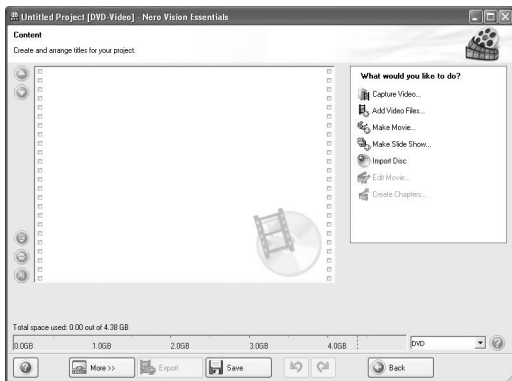 Untitled Project [DVD-Video] - Nero Vision Essentials
Content
Create and arrange titles for your project.
What would you like to do?
Capture Video...
Add Video Files...
Make Movie...
Make Slide Show...
Import Disc
Edit Movie...
Create Chapters...
Total space used: 0.00 out of 4.38 GB
0.0GB 1.0GB 2.0GB 3.0GB 4.0GB DVD
More >> Export Save Back